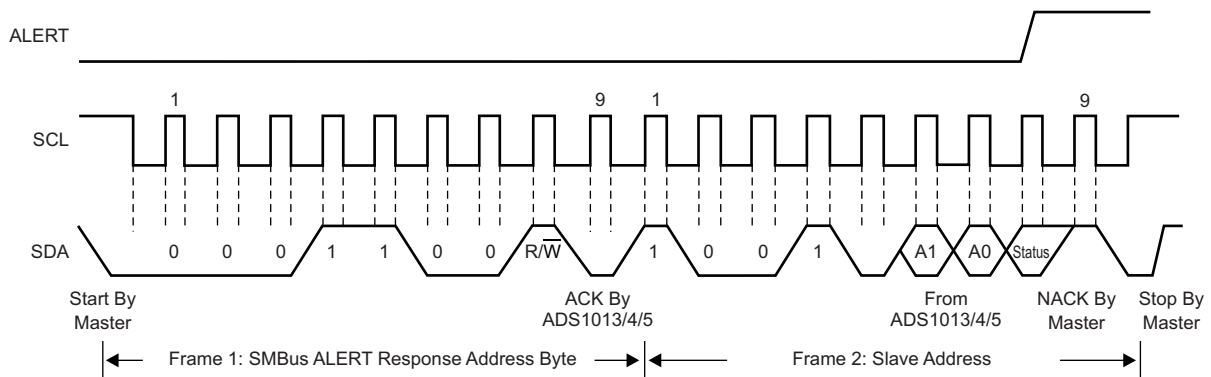 ALERT
1 9 1 9
SCL
SDA 0 0 0 1 1 0 0 R/W 1 0 0 1 A1 A0 Status
Start By
Master
ACK By
ADS1013/4/5
From
ADS1013/4/5
NACK By
Master
Stop By
Master
Frame 1: SMBus ALERT Response Address Byte
Frame 2: Slave Address